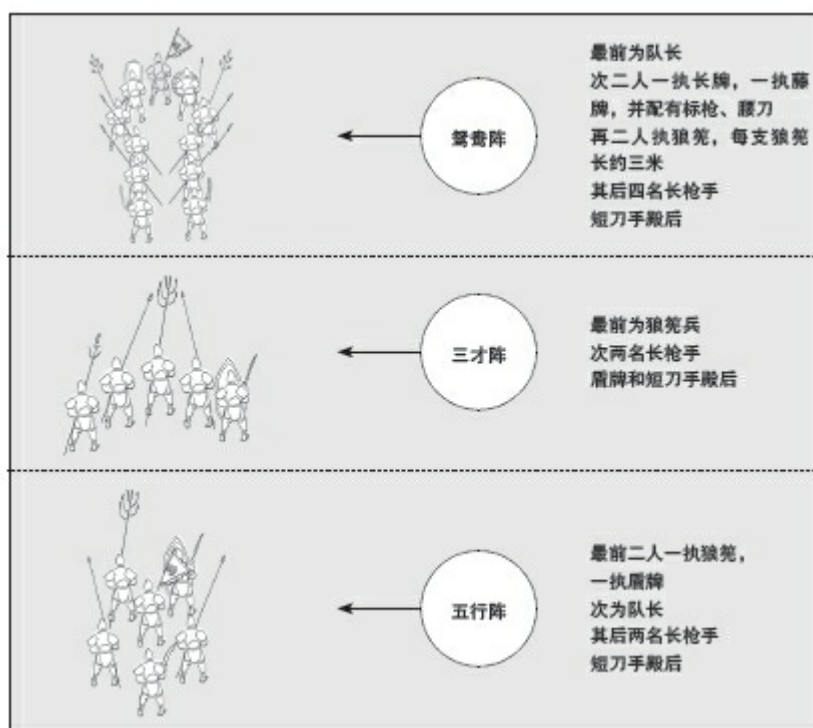 鸳鸯阵
最前为队长
次二人一执长牌，一执藤
牌，并配有标枪、腰刀
再二人执狼筅，每支狼筅
长约三米
其后四名长枪手
短刀手殿后
三才阵
最前为狼筅兵
次两名长枪手
盾牌和短刀手殿后
五行阵
最前二人一执狼筅，
一执盾牌
次为队长
其后两名长枪手
短刀手殿后